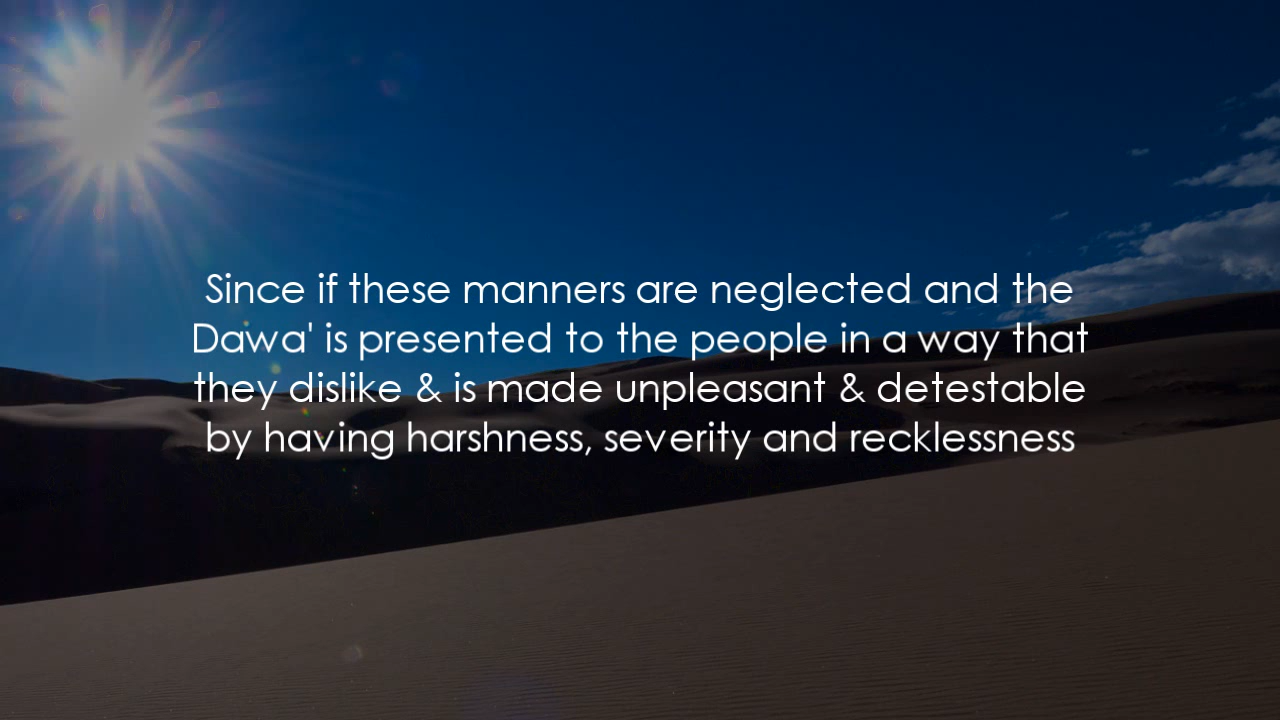 Since if these manners are neglected and the
Dawa' is presented to the people in a way that
they dislike & is made unpleasant & detestable
by having harshness, severity and recklessness